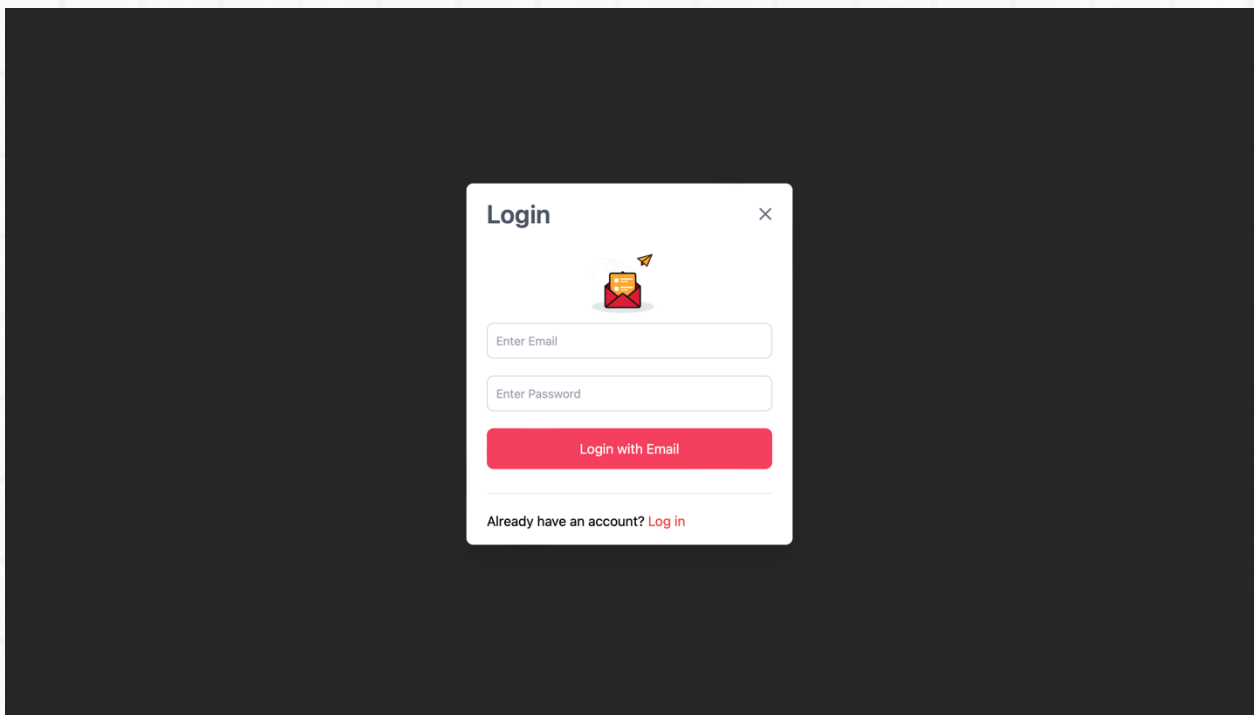 Login
Enter Email
Enter Password
Login with Email
Already have an account? Log in